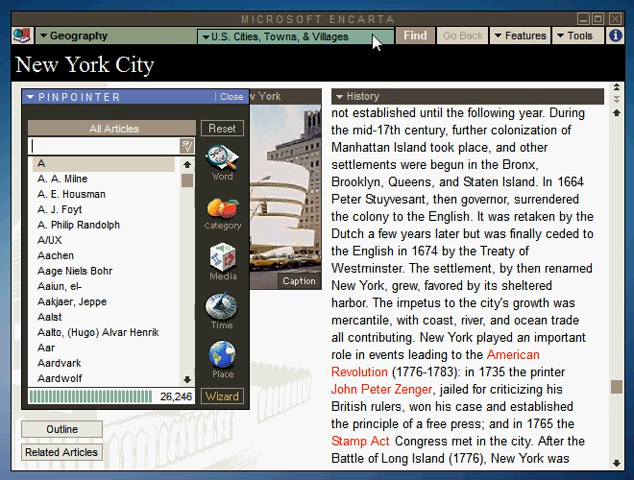 MICROSOFT ENCARTA
Geography
U.S. Cities, Towns, & Villages
Find
Go Back
Features
Tools
New York City
PINPOINTER
Close
All Articles
Reset
A
A. A. Milne
A. E. Housman
A. J. Foyt
A. Philip Randolph
A/UX
Aachen
Aage Niels Bohr
Aaiun, el-
Aakjaer, Jeppe
Aalst
Aalto, (Hugo) Alvar Henrik
Aar
Aardvark
Aardwolf
26,246
Word
Category
Media
Time
Place
Wizard
w York
Caption
Outline
Related Articles
History
not established until the following year. During
the mid-17th century, further colonization of
Manhattan Island took place, and other
settlements were begun in the Bronx,
Brooklyn, Queens, and Staten Island. In 1664
Peter Stuyvesant, then governor, surrendered
the colony to the English. It was retaken by the
Dutch a few years later but was finally ceded to
the English in 1674 by the Treaty of
Westminster. The settlement, by then renamed
New York, grew, favored by its sheltered
harbor. The impetus to the city's growth was
mercantile, with coast, river, and ocean trade
all contributing. New York played an important
role in events leading to the American
Revolution (1776-1783): in 1735 the printer
John Peter Zenger, jailed for criticizing his
British rulers, won his case and established
the principle of a free press; and in 1765 the
Stamp Act Congress met in the city. After the
Battle of Long Island (1776), New York was